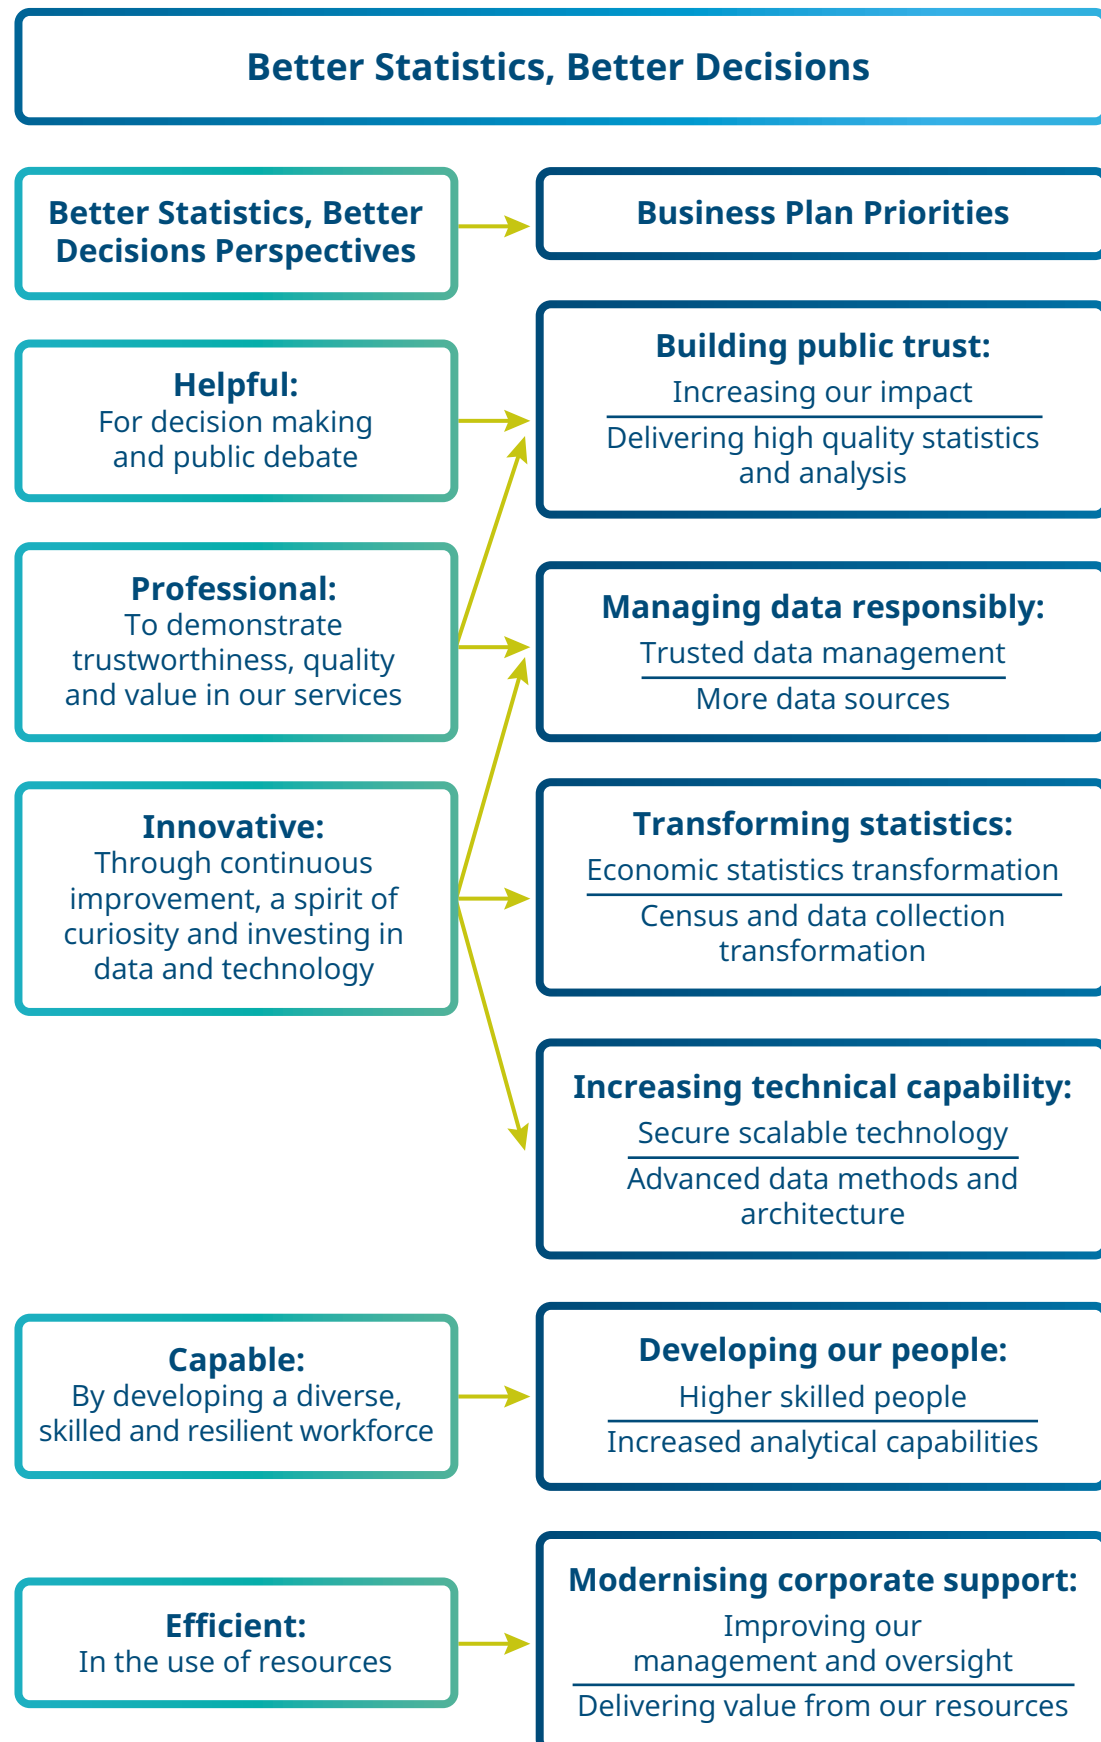 Better Statistics, Better Decisions
Better Statistics, Better
Decisions Perspectives
Business Plan Priorities
Helpful:
For decision making
and public debate
Building public trust:
Increasing our impact
Delivering high quality statistics
and analysis
Professional:
To demonstrate
trustworthiness, quality
and value in our services
Managing data responsibly:
Trusted data management
More data sources
Innovative:
Through continuous
improvement, a spirit of
curiosity and investing in
data and technology
Transforming statistics:
Economic statistics transformation
Census and data collection
transformation
Increasing technical capability:
Secure scalable technology
Advanced data methods and
architecture
Capable:
By developing a diverse,
skilled and resilient workforce
Developing our people:
Higher skilled people
Increased analytical capabilities
Efficient:
In the use of resources
Modernising corporate support:
Improving our
management and oversight
Delivering value from our resources